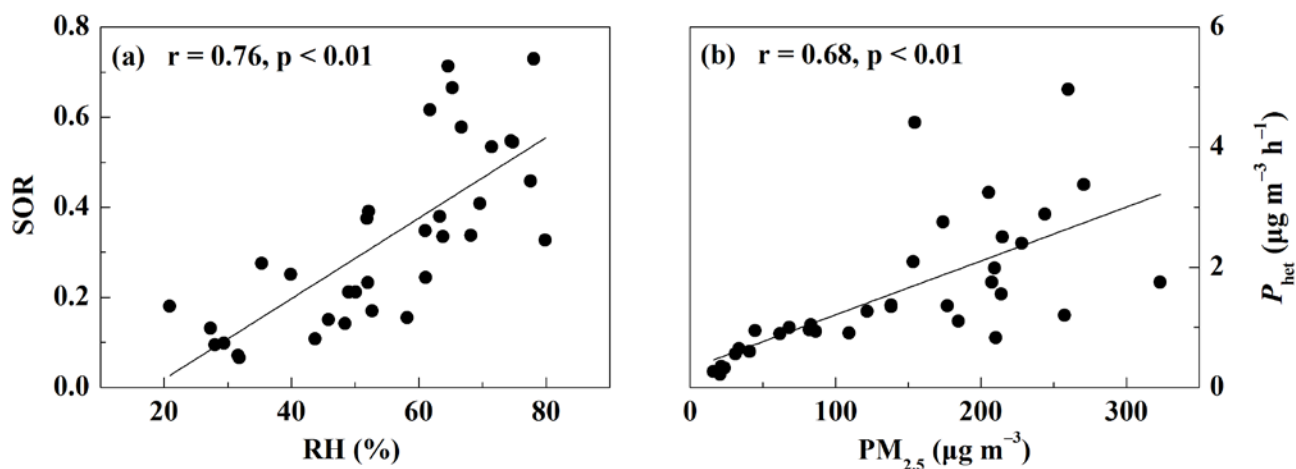 (a) r = 0.76, p < 0.01
SOR
0.8
0.6
0.4
0.2
0.0
20 40 60 80
RH (%)
(b) r = 0.68, p < 0.01
6
4
2
0
P_het (µg m⁻³ h⁻¹)
0 100 200 300
PM₂.₅ (µg m⁻³)